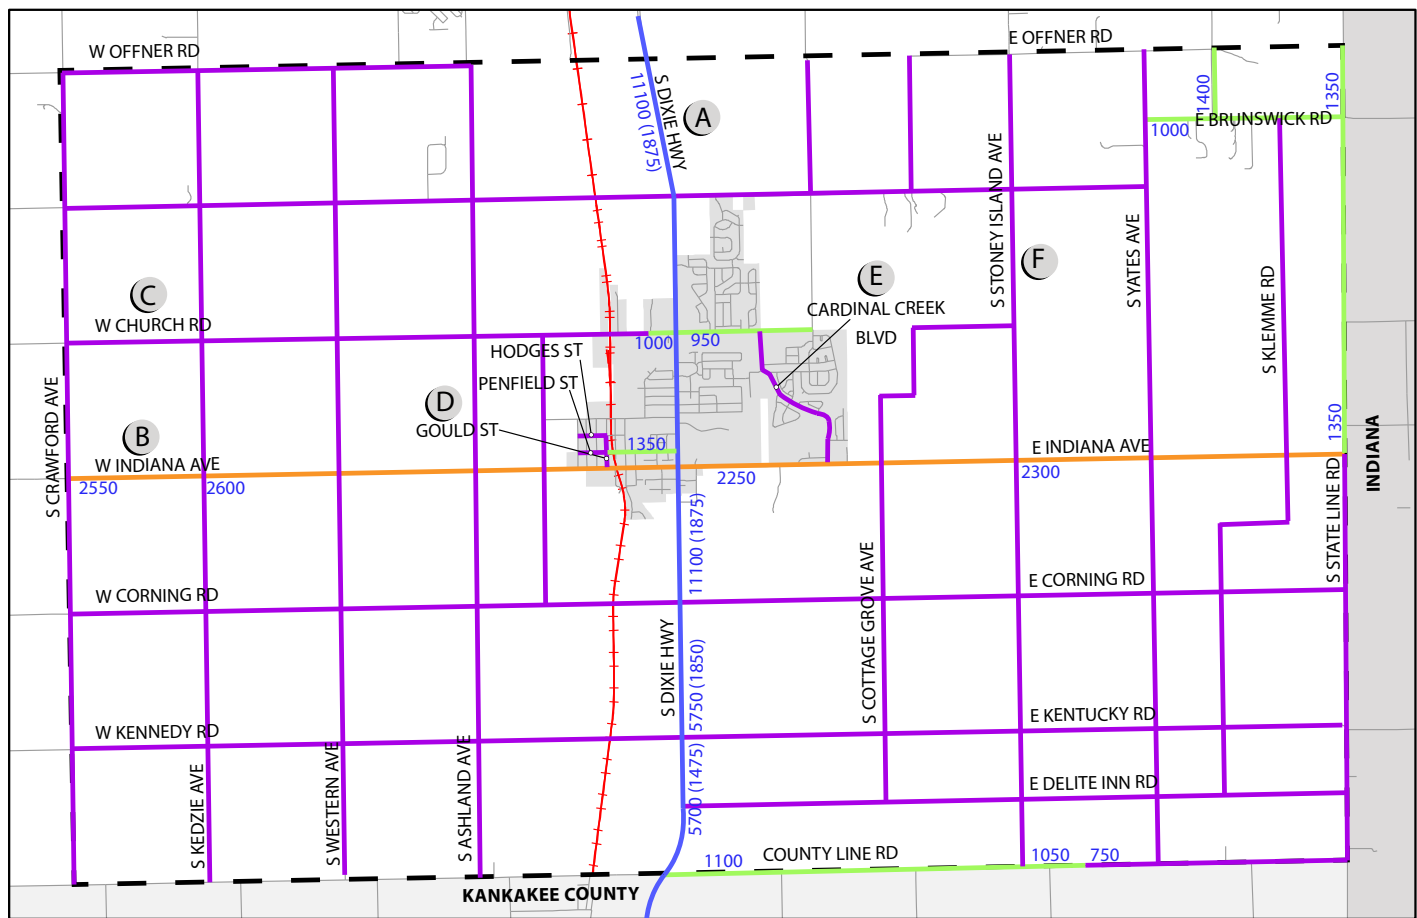 W OFFNER RD
E OFFNER RD
11100 (1875)
S DIXIE HWY
A
1400
1350
E BRUNSWICK RD
1000
S STONEY ISLAND AVE
S YATES AVE
F
E
C
S KLEMME RD
CARDINAL CREEK
BLVD
W CHURCH RD
1000
950
HODGES ST
PENFIELD ST
D
GOULD ST
1350
S CRAWFORD AVE
B
W INDIANA AVE
2550
2600
2250
E INDIANA AVE
2300
1350
INDIANA
S STATE LINE RD
11100 (1875)
S COTTAGE GROVE AVE
W CORNING RD
E CORNING RD
S DIXIE HWY
5750 (1850)
W KENNEDY RD
E KENTUCKY RD
S KEDZIE AVE
S WESTERN AVE
S ASHLAND AVE
5700 (1475)
E DELITE INN RD
1100
COUNTY LINE RD
1050
750
KANKAKEE COUNTY